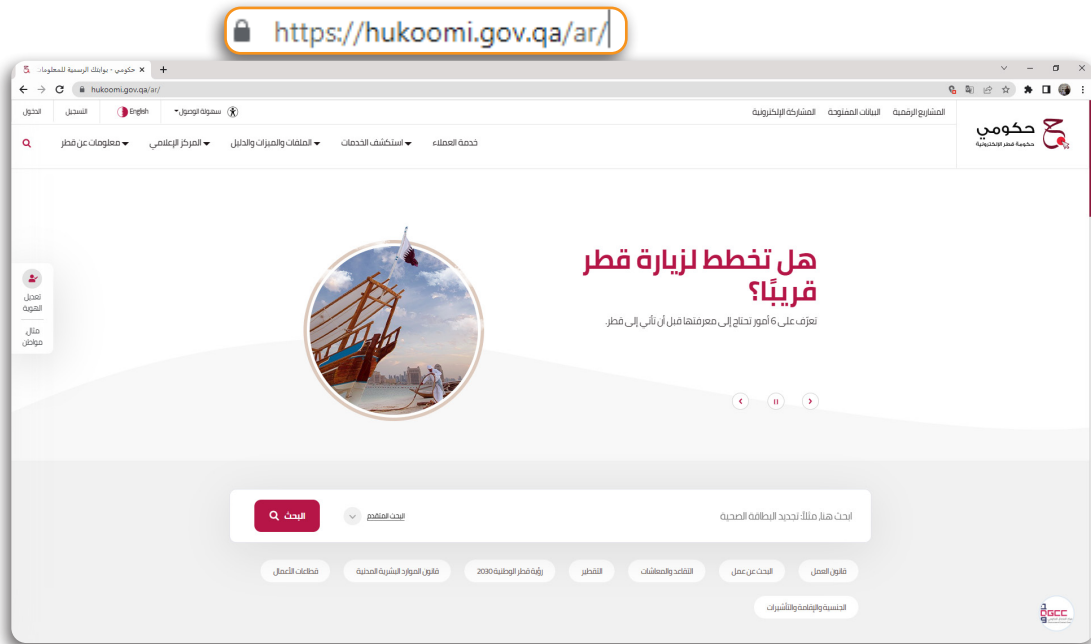 https://hukoomi.gov.qa/ar/
حكومي - بوابتك الرسمية للمعلومات
hukoomi.gov.qa/ar/
المشاريع الرقمية
البيانات المفتوحة
المشاركة الإلكترونية
سهولة الوصول
English
التسجيل
الدخول
حكومي
حكومة قطر الإلكترونية
خدمة العملاء
استكشف الخدمات
الملفات والميزات والدليل
المركز الإعلامي
معلومات عن قطر
هل تخطط لزيارة قطر
قريبًا؟
تعرّف على 6 أمور تحتاج إلى معرفتها قبل أن تأتي إلى قطر.
تعديل
الهوية
مثال،
مواطن
ابحث هنا، مثلاً: تجديد البطاقة الصحية
البحث المتقدم
البحث
قانون العمل
البحث عن عمل
التقاعد والمعاشات
التقطير
رؤية قطر الوطنية 2030
قانون الموارد البشرية المدنية
قطاعات الأعمال
الجنسية والإقامة والتأشيرات
GCC